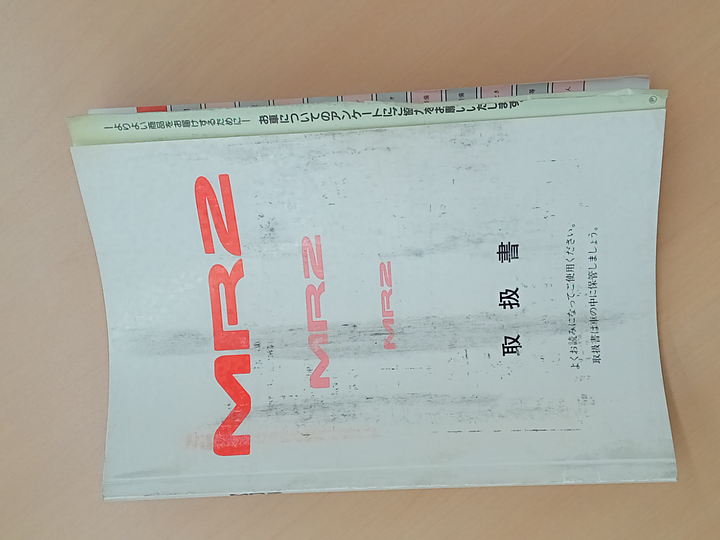 ―よりよい商品をお届けするために―
お車についてのアンケートにご協力をお願いいたします
MR2
MR2
MR2
取扱書
よくお読みになってご使用ください。
取扱書は車の中に保管しましょう。